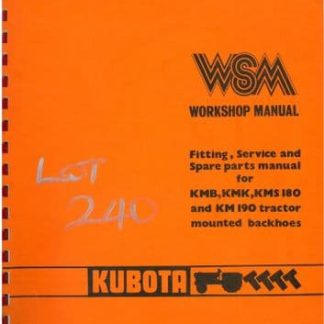 WSM
WORKSHOP MANUAL
Fitting, Service and
Spare parts manual
for
KMB, KMK, KMS 180
and KM 190 tractor
mounted backhoes
LOT
240
KUBOTA